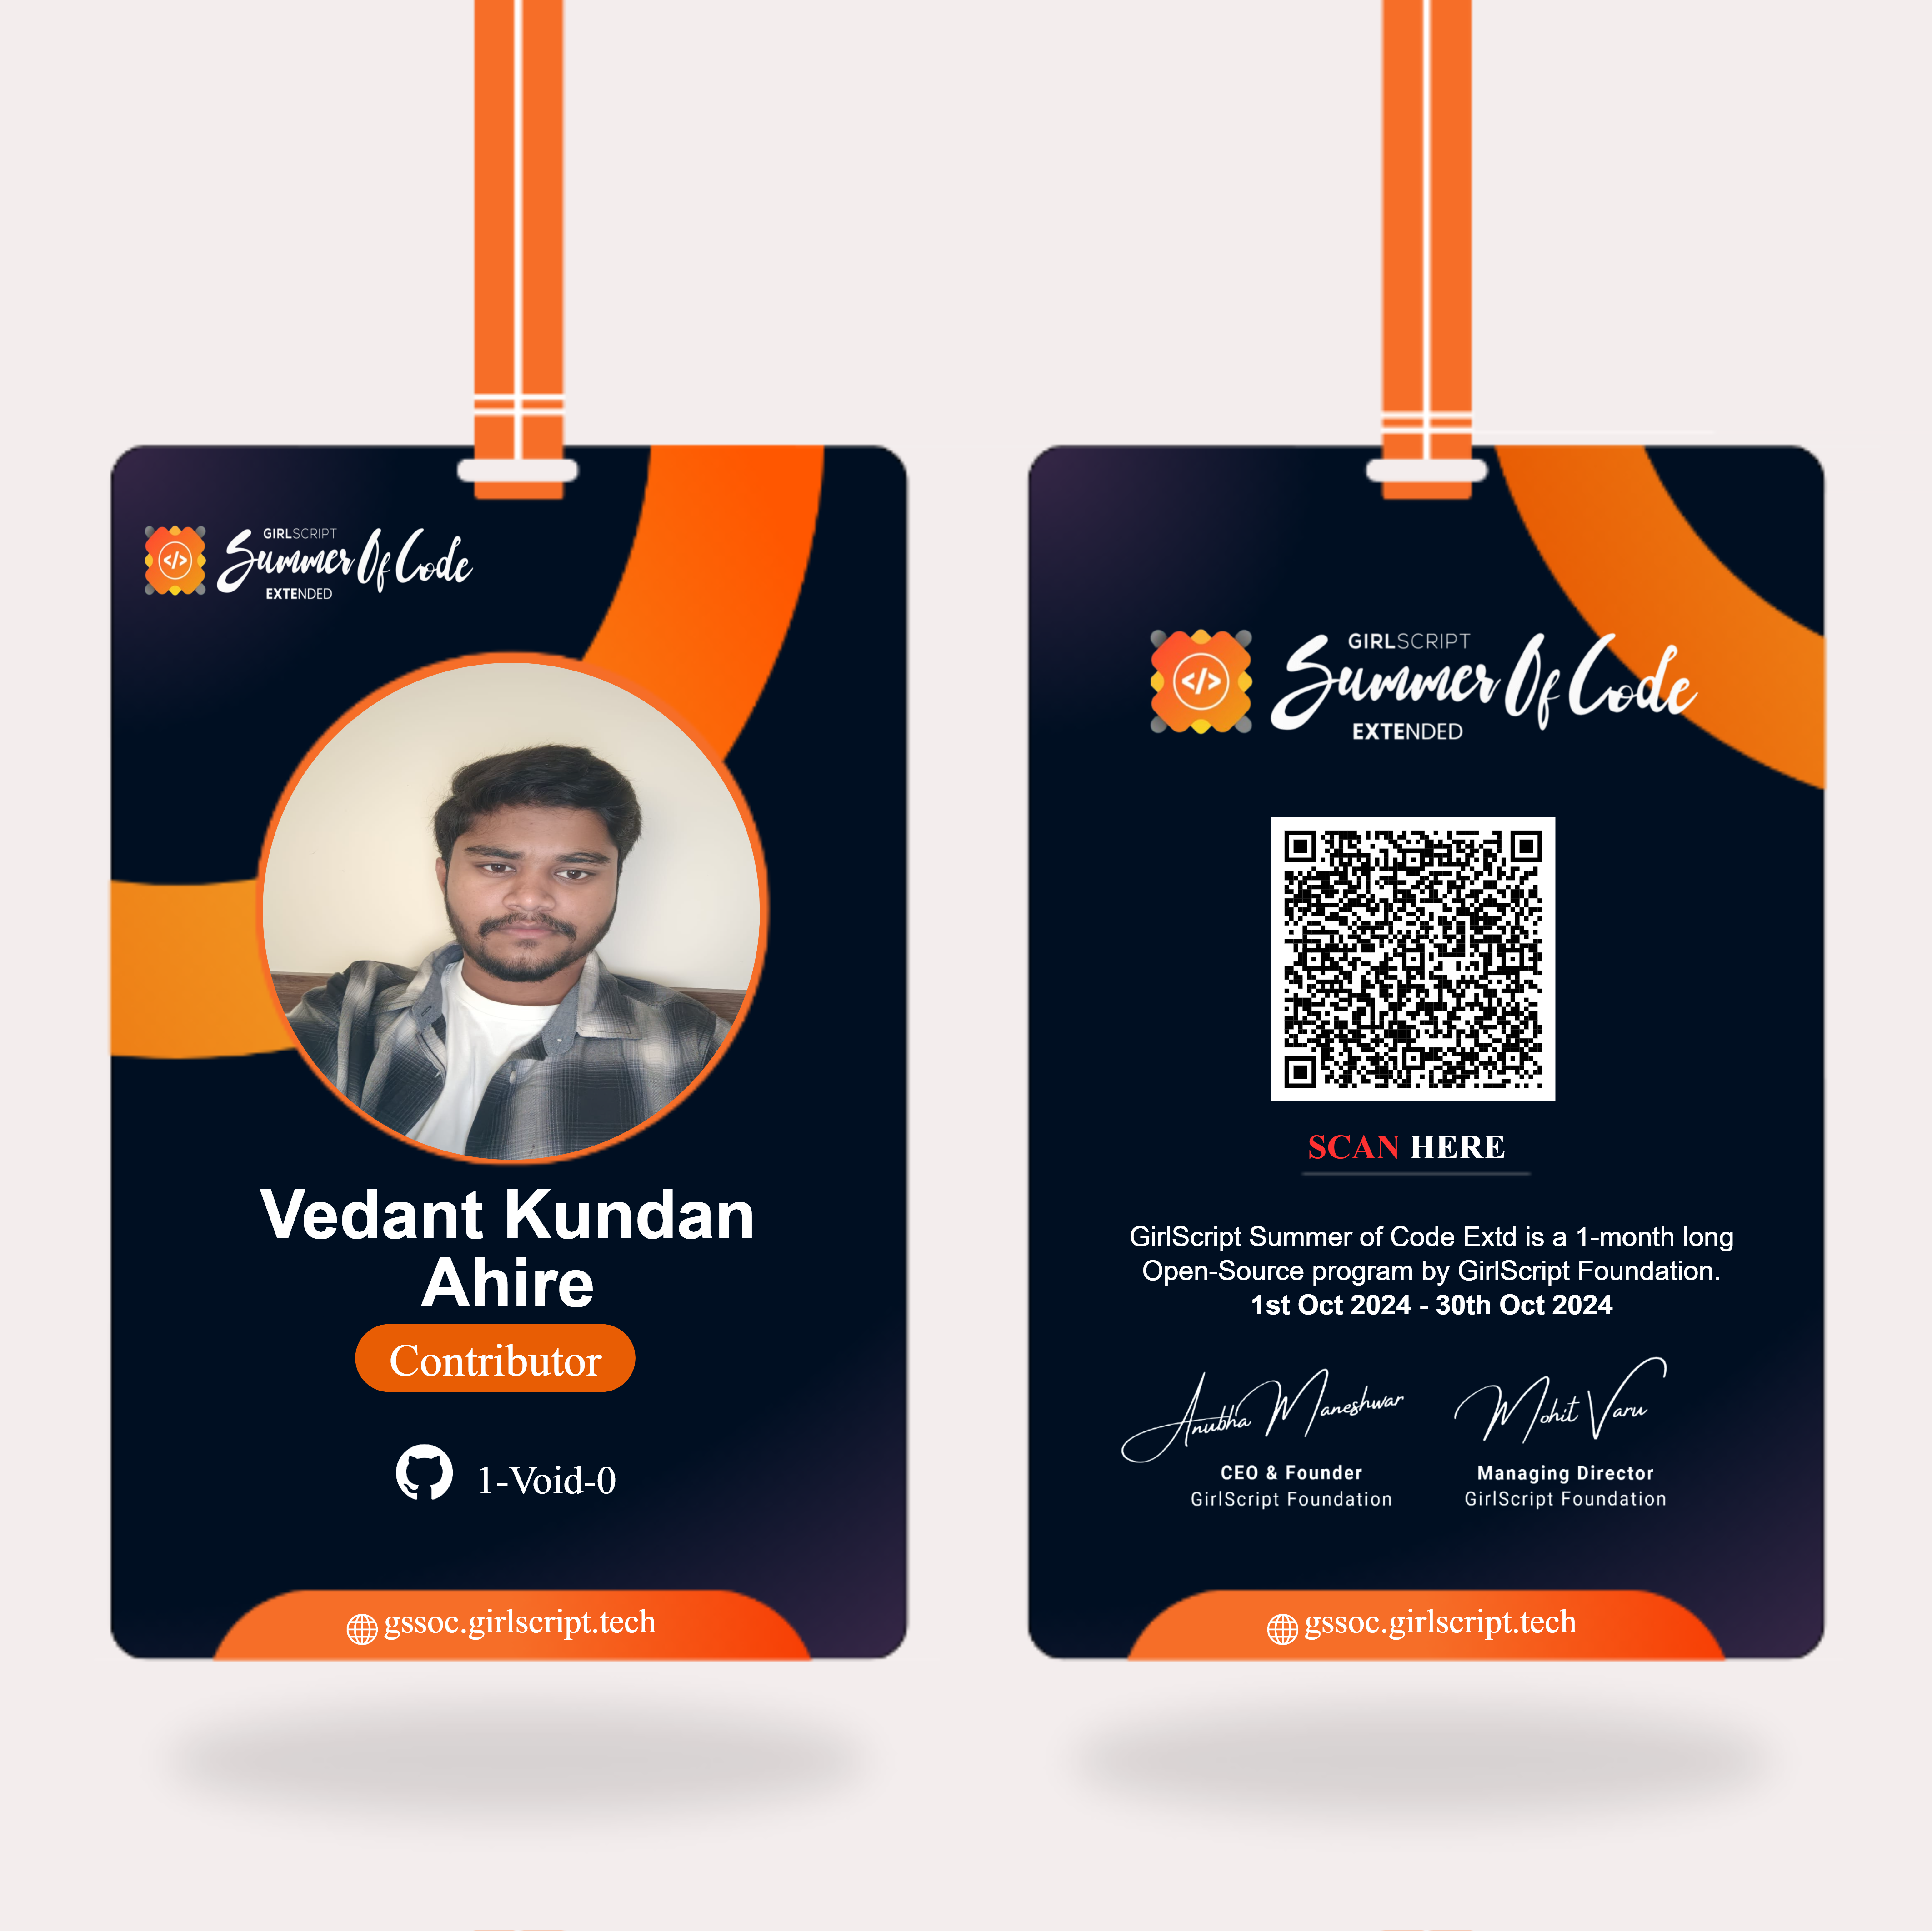 GIRLSCRIPT
Summer Of Code
EXTENDED
</>
Vedant Kundan
Ahire
Contributor
1-Void-0
gssoc.girlscript.tech
GIRLSCRIPT
Summer Of Code
EXTENDED
</>
SCAN HERE
GirlScript Summer of Code Extd is a 1-month long
Open-Source program by GirlScript Foundation.
1st Oct 2024 - 30th Oct 2024
Anubha Maneshwar
CEO & Founder
GirlScript Foundation
Mohit Varu
Managing Director
GirlScript Foundation
gssoc.girlscript.tech